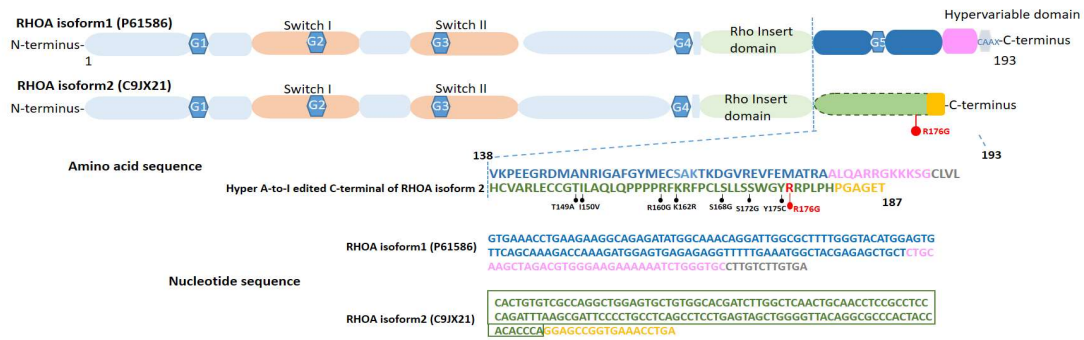 RHOA isoform1 (P61586)
Switch I
Switch II
Hypervariable domain
N-terminus-
G1
G2
G3
G4
Rho Insert domain
G5
CAAX
-C-terminus
1
193
RHOA isoform2 (C9JX21)
Switch I
Switch II
N-terminus-
G1
G2
G3
G4
Rho Insert domain
-C-terminus
R176G
Amino acid sequence
138
193
VKPEEGRDMANRIGAFGYMECSAKTKDGVREVFEMATRAALQARRGKKKSGCLVL
Hyper A-to-I edited C-terminal of RHOA isoform 2
HCVARLECCGTILAQLQPPPPRFKRFPCLSLLSSWGYRRPLPHPGAGET
T149A
I150V
R160G
K162R
S168G
S172G
Y175C
R176G
187
RHOA isoform1 (P61586)
GTGAAACCTGAAGAAGGCAGAGATATGGCAAACAGGATTGGCGCTTTTGGGTACATGGAGTG
TTCAGCAAAGACCAAAGATGGAGTGAGAGAGGTTTTTGAAATGGCTACGAGAGCTGCTCTGC
AAGCTAGACGTGGGAAGAAAAAATCTGGGTGCCTTGTCTTGTGA
Nucleotide sequence
RHOA isoform2 (C9JX21)
CACTGTGTCGCCAGGCTGGAGTGCTGTGGCACGATCTTGGCTCAACTGCAACCTCCGCCTCC
CAGATTTAAGCGATTCCCCTGCCTCAGCCTCCTGAGTAGCTGGGGTTACAGGCGCCCACTACC
ACACCCAGGAGCCGGTGAAACCTGA